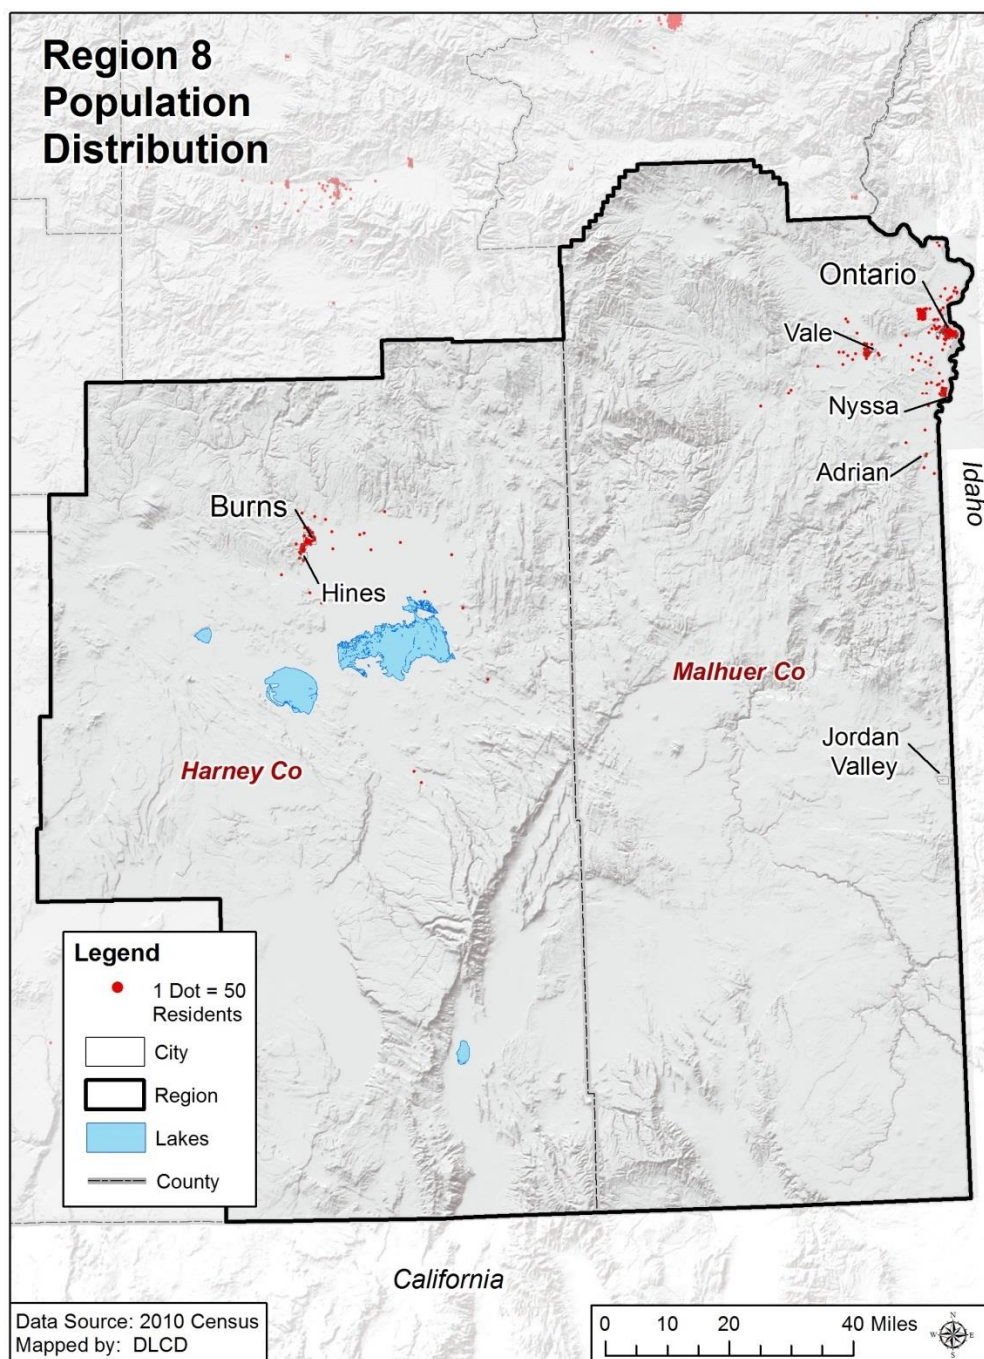 Region 8
Population
Distribution
Ontario
Vale
Nyssa
Adrian
Idaho
Burns
Hines
Malhuer Co
Jordan
Valley
Harney Co
Legend
1 Dot = 50
Residents
City
Region
Lakes
County
California
Data Source: 2010 Census
Mapped by: DLCD
0 10 20 40 Miles
N
W E
S